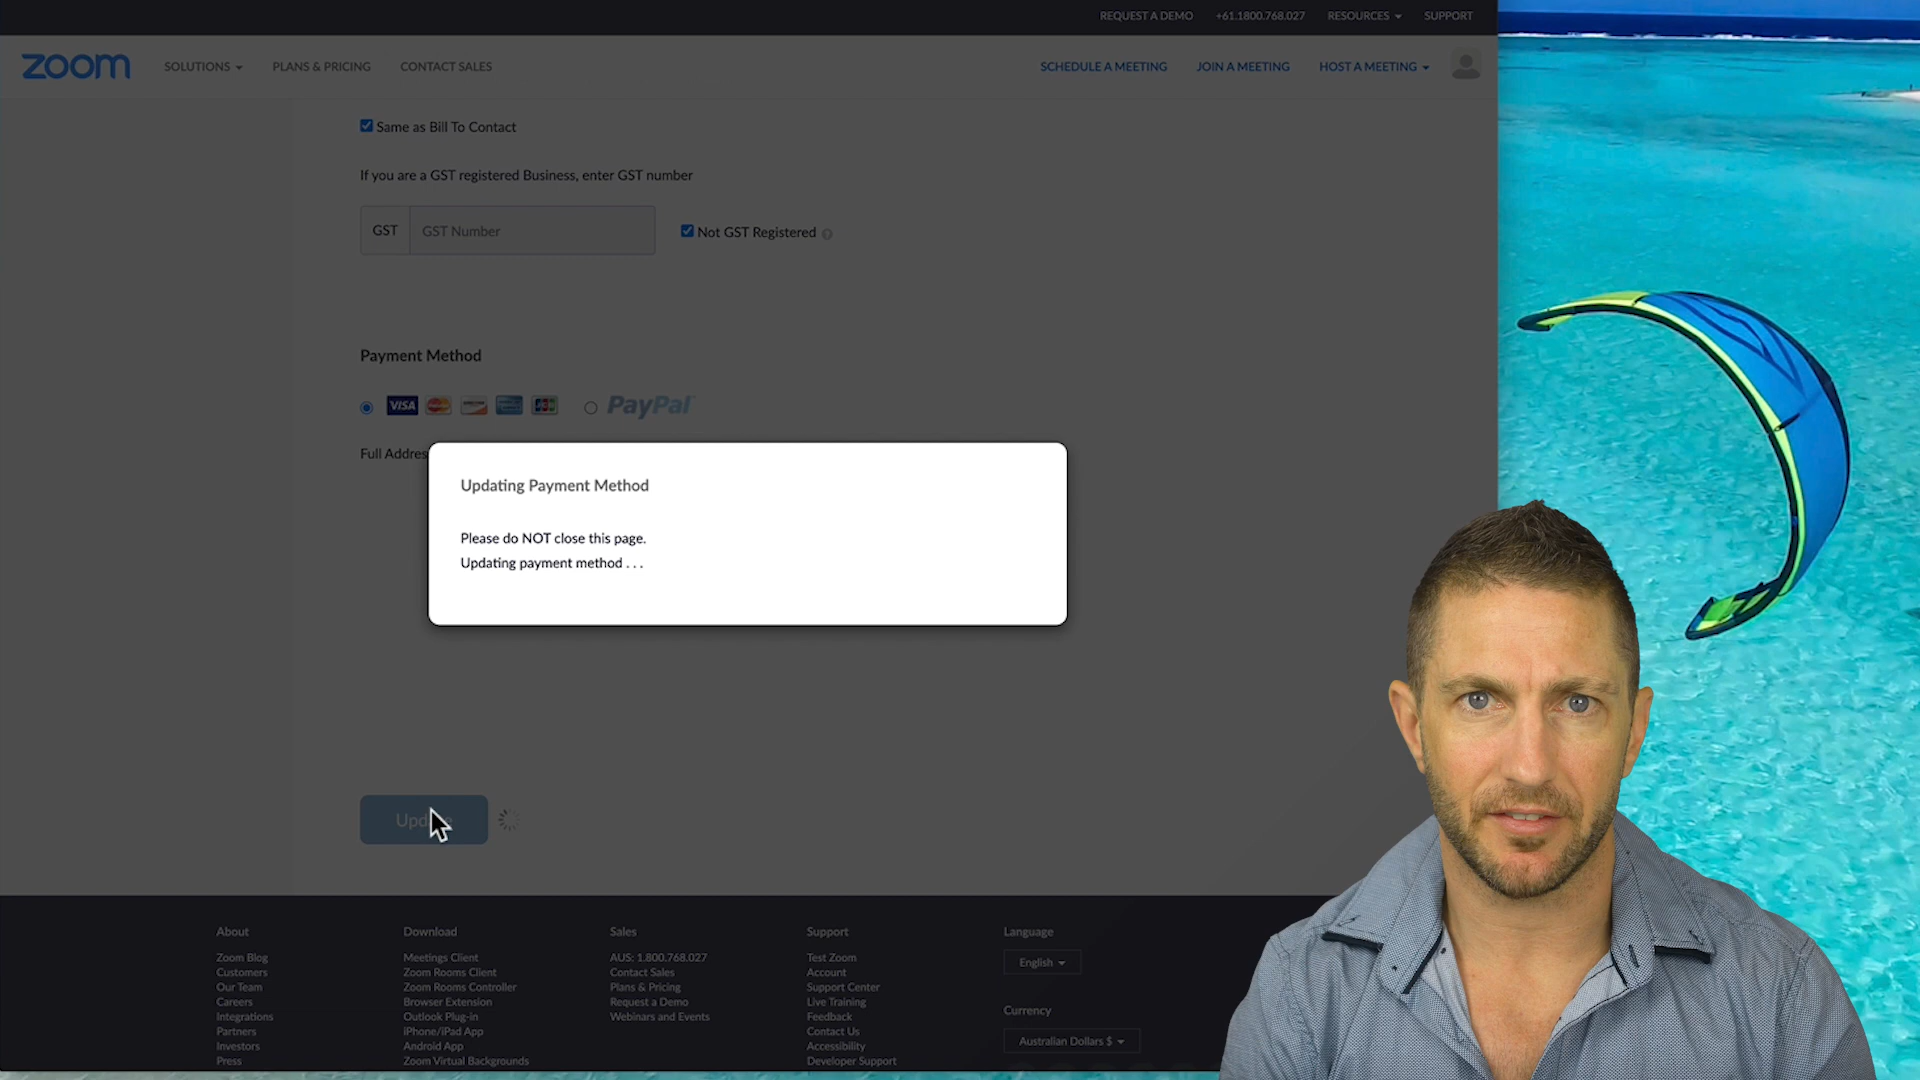 REQUEST A DEMO +61.1800.768.027 RESOURCES SUPPORT
zoom SOLUTIONS PLANS & PRICING CONTACT SALES SCHEDULE A MEETING JOIN A MEETING HOST A MEETING
Same as Bill To Contact
If you are a GST registered Business, enter GST number
GST GST Number Not GST Registered ?
Payment Method
VISA PayPal
Full Addres
Updating Payment Method
Please do NOT close this page.
Updating payment method . . .
About
Zoom Blog
Customers
Our Team
Careers
Integrations
Partners
Investors
Press
Download
Meetings Client
Zoom Rooms Client
Zoom Rooms Controller
Browser Extension
Outlook Plug-in
iPhone/iPad App
Android App
Zoom Virtual Backgrounds
Sales
AUS: 1.800.768.027
Contact Sales
Plans & Pricing
Request a Demo
Webinars and Events
Support
Test Zoom
Account
Support Center
Live Training
Feedback
Contact Us
Accessibility
Developer Support
Language
English
Currency
Australian Dollars $